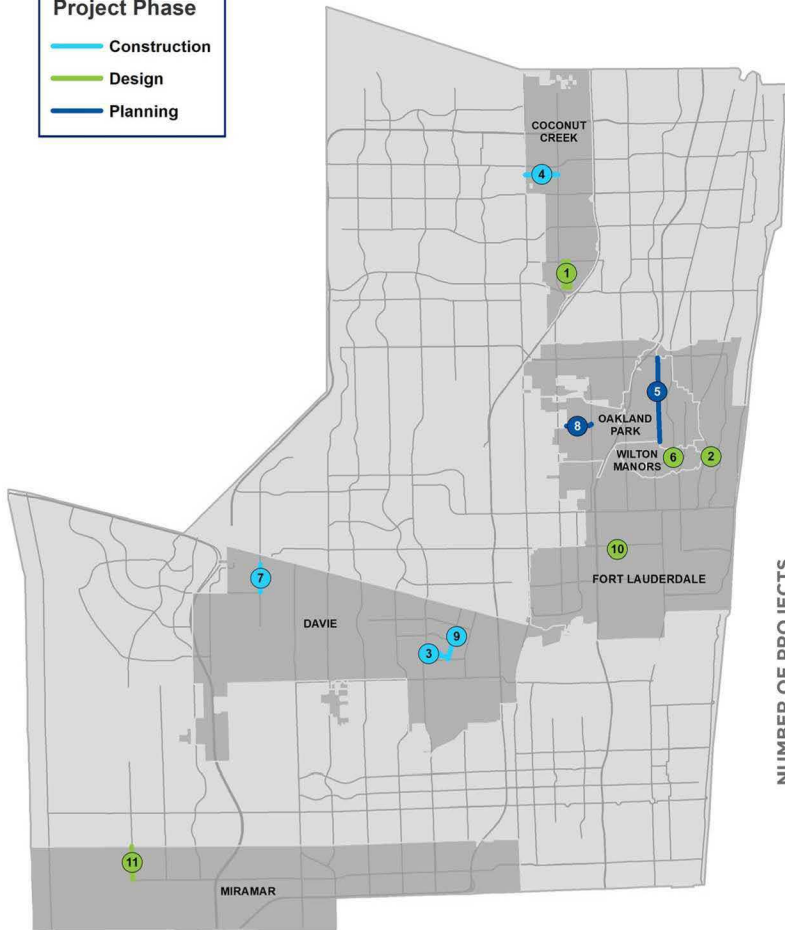 Project Phase
Construction
Design
Planning
COCONUT
CREEK
4
1
5
OAKLAND
PARK
8
WILTON
MANORS
6
2
10
FORT LAUDERDALE
7
DAVIE
9
3
NUMBER OF PROJECTS
11
MIRAMAR